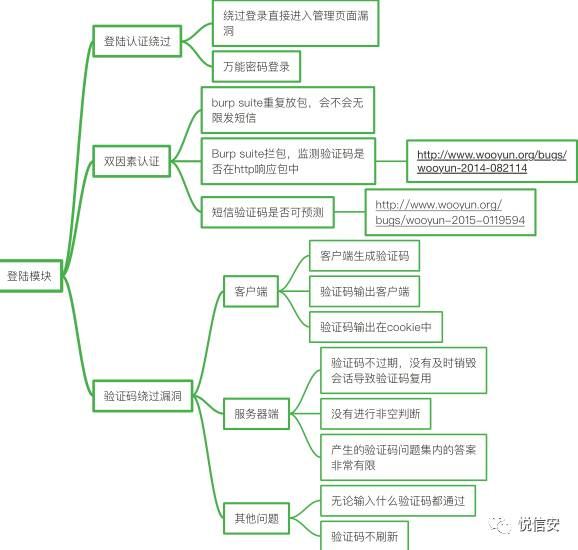 绕过登录直接进入管理页面漏
洞
登陆认证绕过
万能密码登录
burp suite重复放包，会不会无
限发短信
双因素认证
Burp suite拦包，监测验证码是
否在http响应包中
http://www.wooyun.org/bugs/
wooyun-2014-082114
短信验证码是否可预测
http://www.wooyun.org/
bugs/wooyun-2015-0119594
登陆模块
客户端生成验证码
客户端
验证码输出客户端
验证码输出在cookie中
验证码绕过漏洞
验证码不过期，没有及时销毁
会话导致验证码复用
服务器端
没有进行非空判断
产生的验证码问题集内的答案
非常有限
无论输入什么验证码都通过
其他问题
验证码不刷新
悦信安